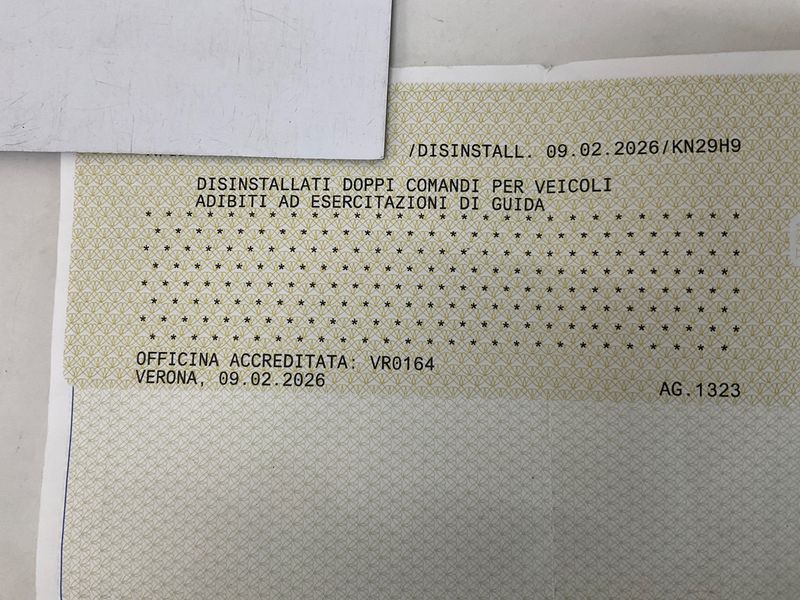 /DISINSTALL. 09.02.2026/KN29H9
DISINSTALLATI DOPPI COMANDI PER VEICOLI
ADIBITI AD ESERCITAZIONI DI GUIDA
* * * * * * * * * * * * * * * * * * * * * *
* * * * * * * * * * * * * * * * * * * * *
* * * * * * * * * * * * * * * * * * * * * *
* * * * * * * * * * * * * * * * * * * * *
* * * * * * * * * * * * * * * * * * * * * *
* * * * * * * * * * * * * * * * * * * * *
* * * * * * * * * * * * * * * * * * * * * *
* * * * * * * * * * * * * * * * * * * * *
OFFICINA ACCREDITATA: VR0164
VERONA, 09.02.2026
AG.1323